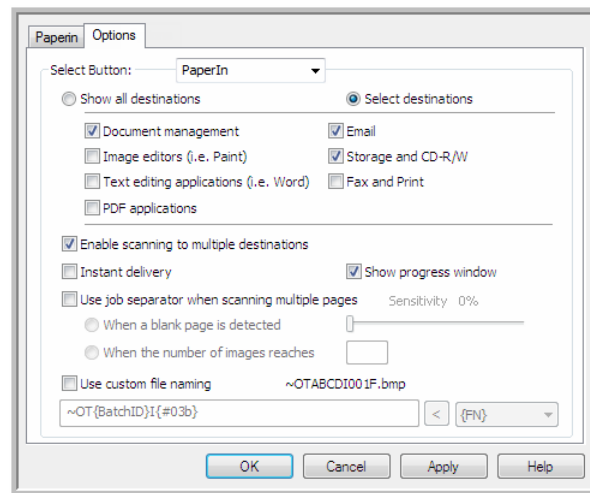 Paperin Options
Select Button: PaperIn
Show all destinations Select destinations
Document management Email
Image editors (i.e. Paint) Storage and CD-R/W
Text editing applications (i.e. Word) Fax and Print
PDF applications
Enable scanning to multiple destinations
Instant delivery Show progress window
Use job separator when scanning multiple pages Sensitivity 0%
When a blank page is detected
When the number of images reaches
Use custom file naming ~OTABCDI001F.bmp
~OT{BatchID}I{#03b} < {FN}
OK Cancel Apply Help